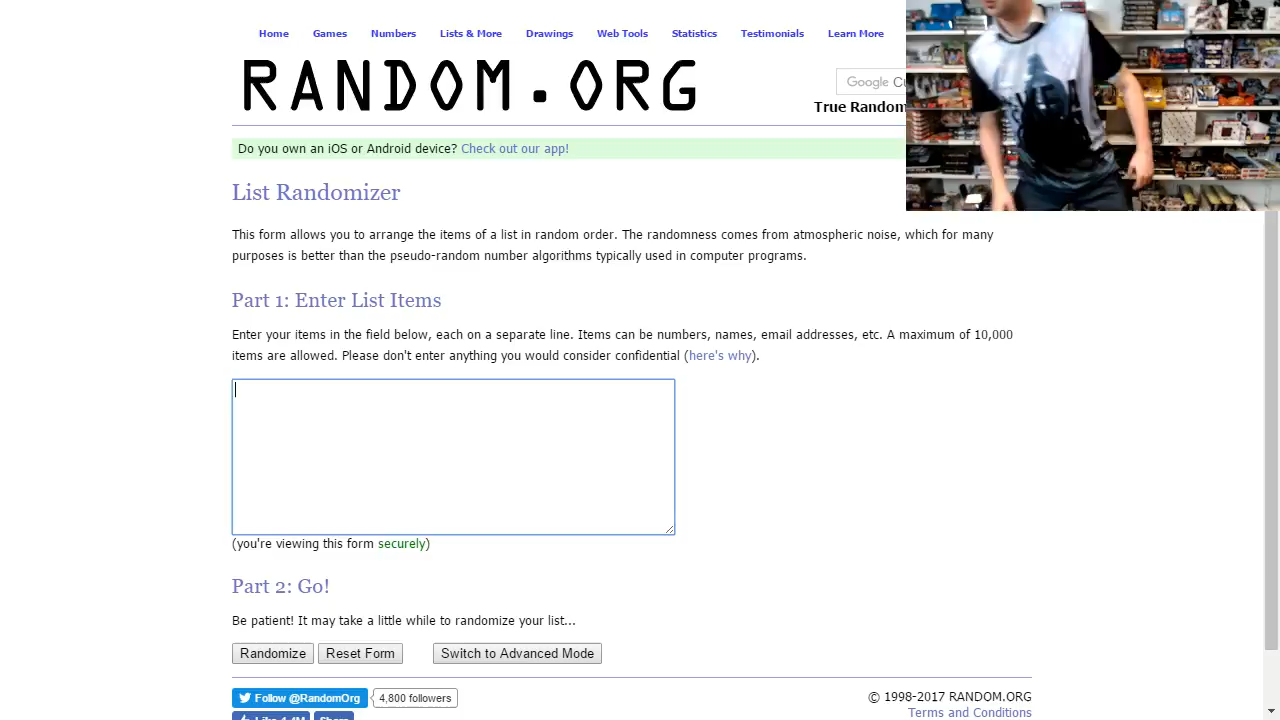 Home Games Numbers Lists & More Drawings Web Tools Statistics Testimonials Learn More
RANDOM.ORG
Google
True Random
Do you own an iOS or Android device? Check out our app!
List Randomizer
This form allows you to arrange the items of a list in random order. The randomness comes from atmospheric noise, which for many
purposes is better than the pseudo-random number algorithms typically used in computer programs.
Part 1: Enter List Items
Enter your items in the field below, each on a separate line. Items can be numbers, names, email addresses, etc. A maximum of 10,000
items are allowed. Please don't enter anything you would consider confidential (here's why).
(you're viewing this form securely)
Part 2: Go!
Be patient! It may take a little while to randomize your list...
Randomize Reset Form Switch to Advanced Mode
Follow @RandomOrg 4,800 followers
© 1998-2017 RANDOM.ORG
Terms and Conditions